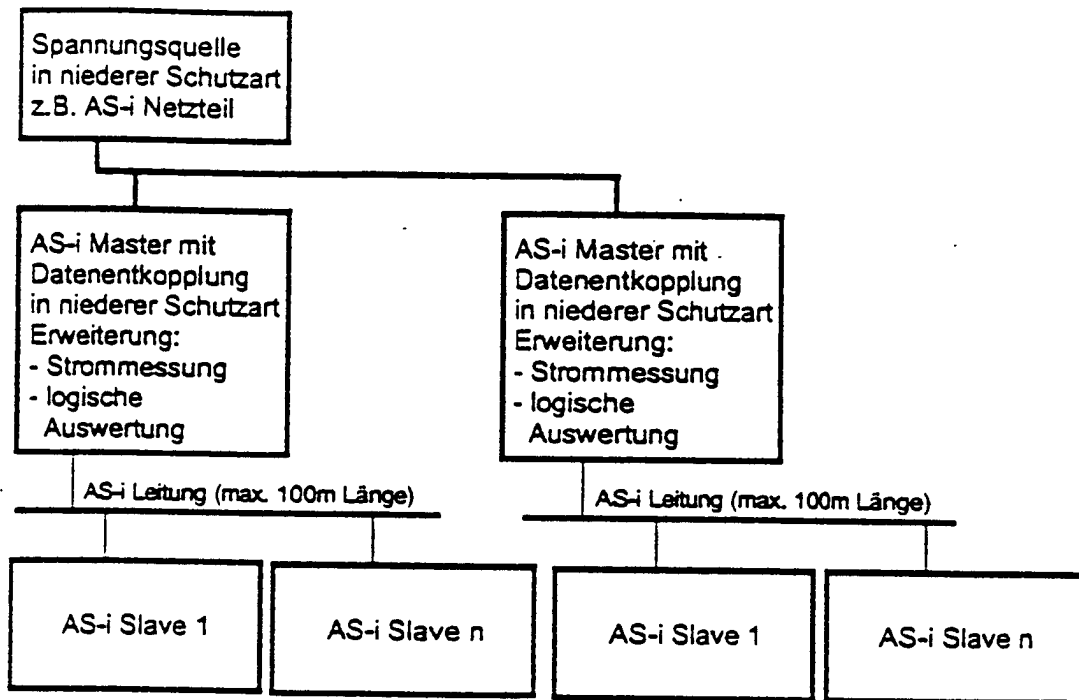 Spannungsquelle
in niederer Schutzart
z.B. AS-i Netzteil
AS-i Master mit
Datenentkopplung
in niederer Schutzart
Erweiterung:
- Strommessung
- logische
Auswertung
AS-i Master mit
Datenentkopplung
in niederer Schutzart
Erweiterung:
- Strommessung
- logische
Auswertung
AS-i Leitung (max. 100m Länge)
AS-i Leitung (max. 100m Länge)
AS-i Slave 1
AS-i Slave n
AS-i Slave 1
AS-i Slave n